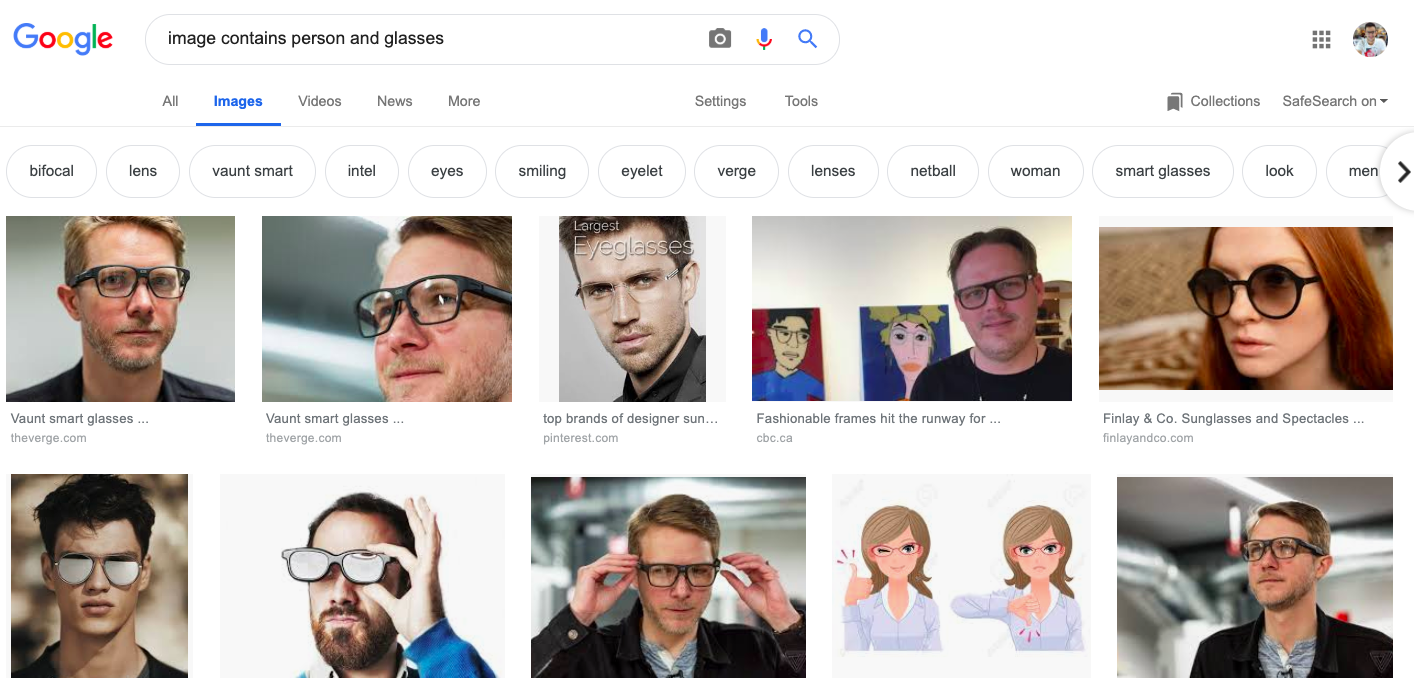 Google
image contains person and glasses
All Images Videos News More Settings Tools Collections SafeSearch on
bifocal lens vaunt smart intel eyes smiling eyelet verge lenses netball woman smart glasses look men
Largest
Eyeglasses
Vaunt smart glasses ... Vaunt smart glasses ... top brands of designer sun... Fashionable frames hit the runway for ... Finlay & Co. Sunglasses and Spectacles ...
theverge.com theverge.com pinterest.com cbc.ca finlayandco.com